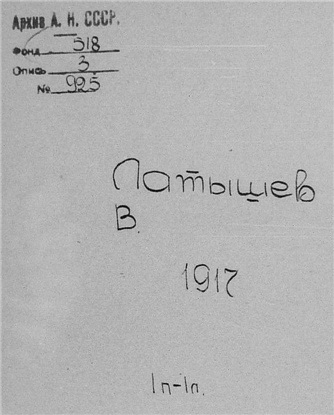 Архив А. Н. СССР.
Фонд 518
Опись 3
№ 925
Латышев
В.
1917
1п-1п.